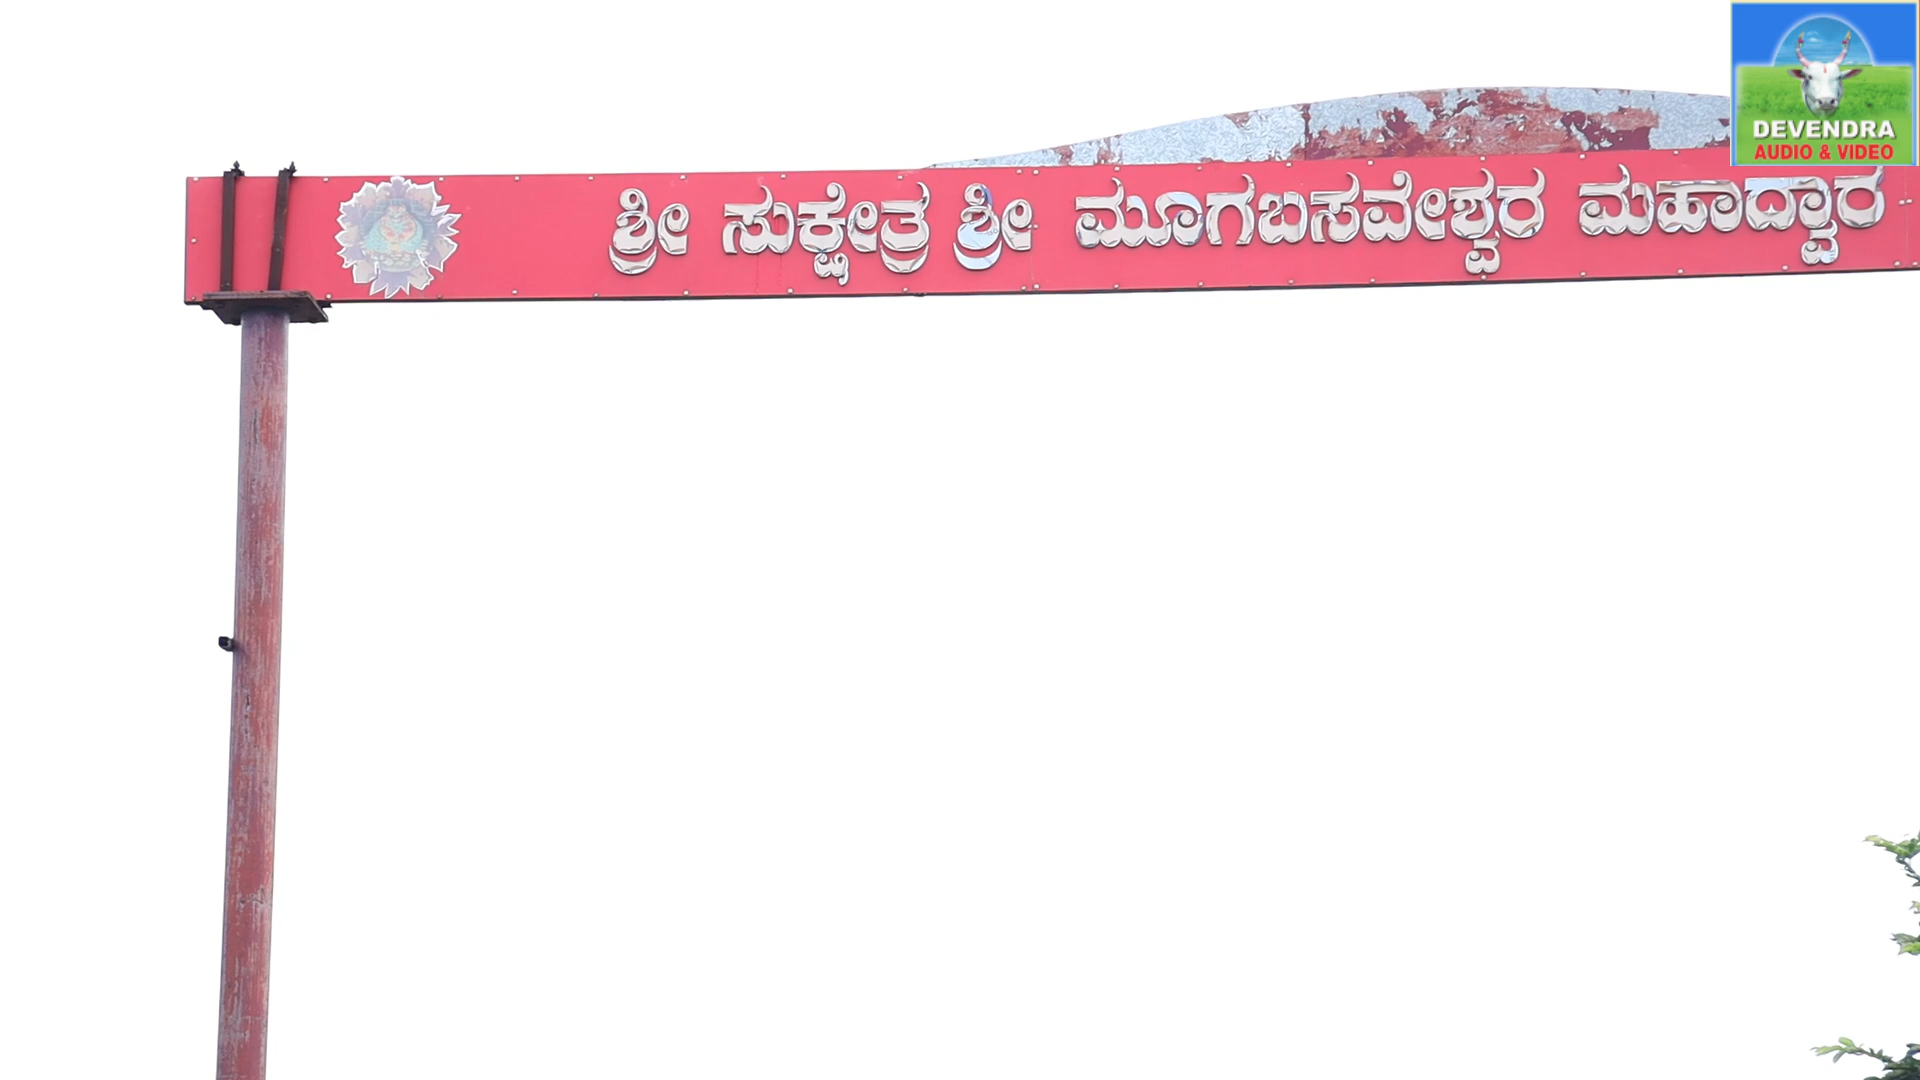 ಶ್ರೀ ಸುಕ್ಷೇತ್ರ ಶ್ರೀ ಮೂಗಬಸವೇಶ್ವರ ಮಹಾದ್ವಾರ
DEVENDRA
AUDIO & VIDEO